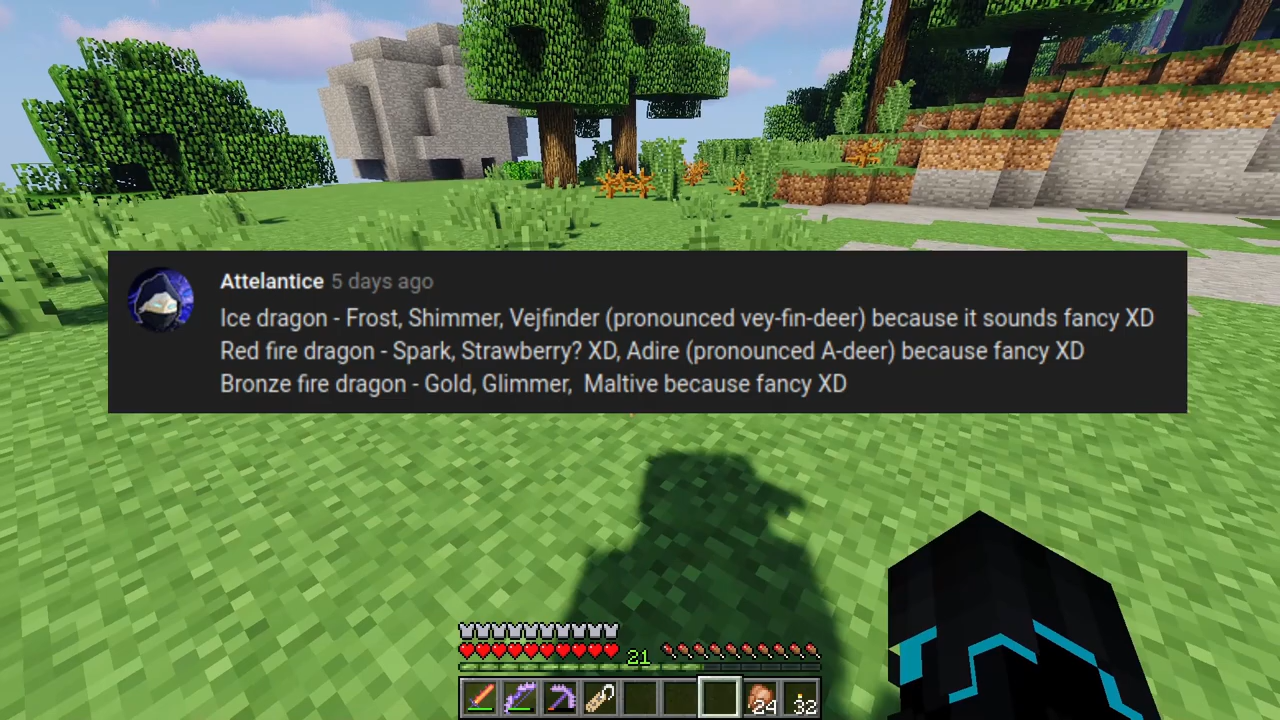 Attelantice 5 days ago
Ice dragon - Frost, Shimmer, Vejfinder (pronounced vey-fin-deer) because it sounds fancy XD
Red fire dragon - Spark, Strawberry? XD, Adire (pronounced A-deer) because fancy XD
Bronze fire dragon - Gold, Glimmer,  Maltive because fancy XD
21
24 32